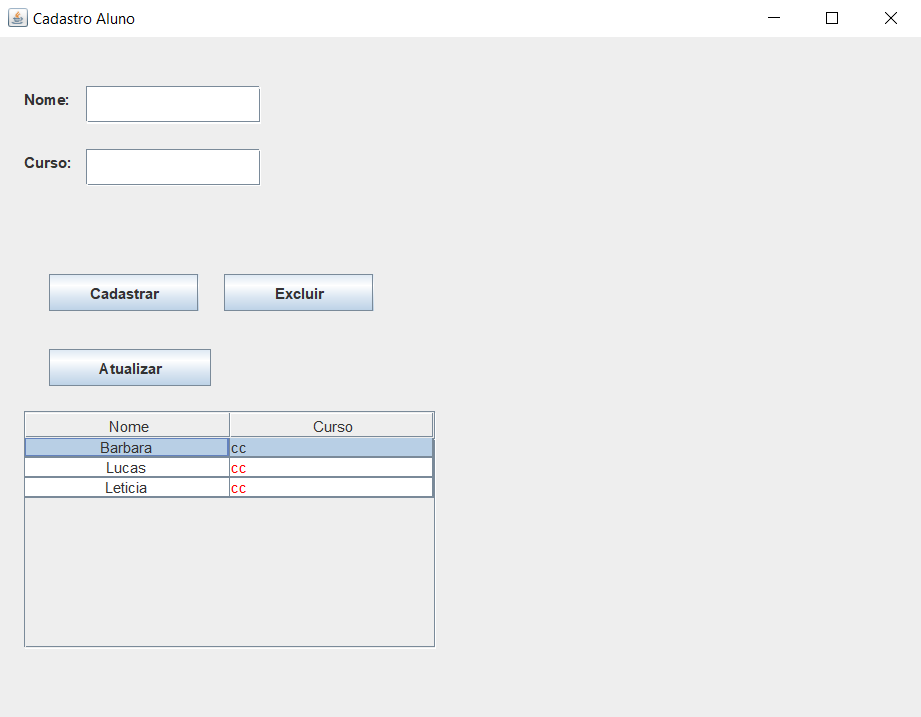 Cadastro Aluno
Nome:
Curso:
Cadastrar Excluir
Atualizar
Nome Curso
Barbara cc
Lucas cc
Leticia cc